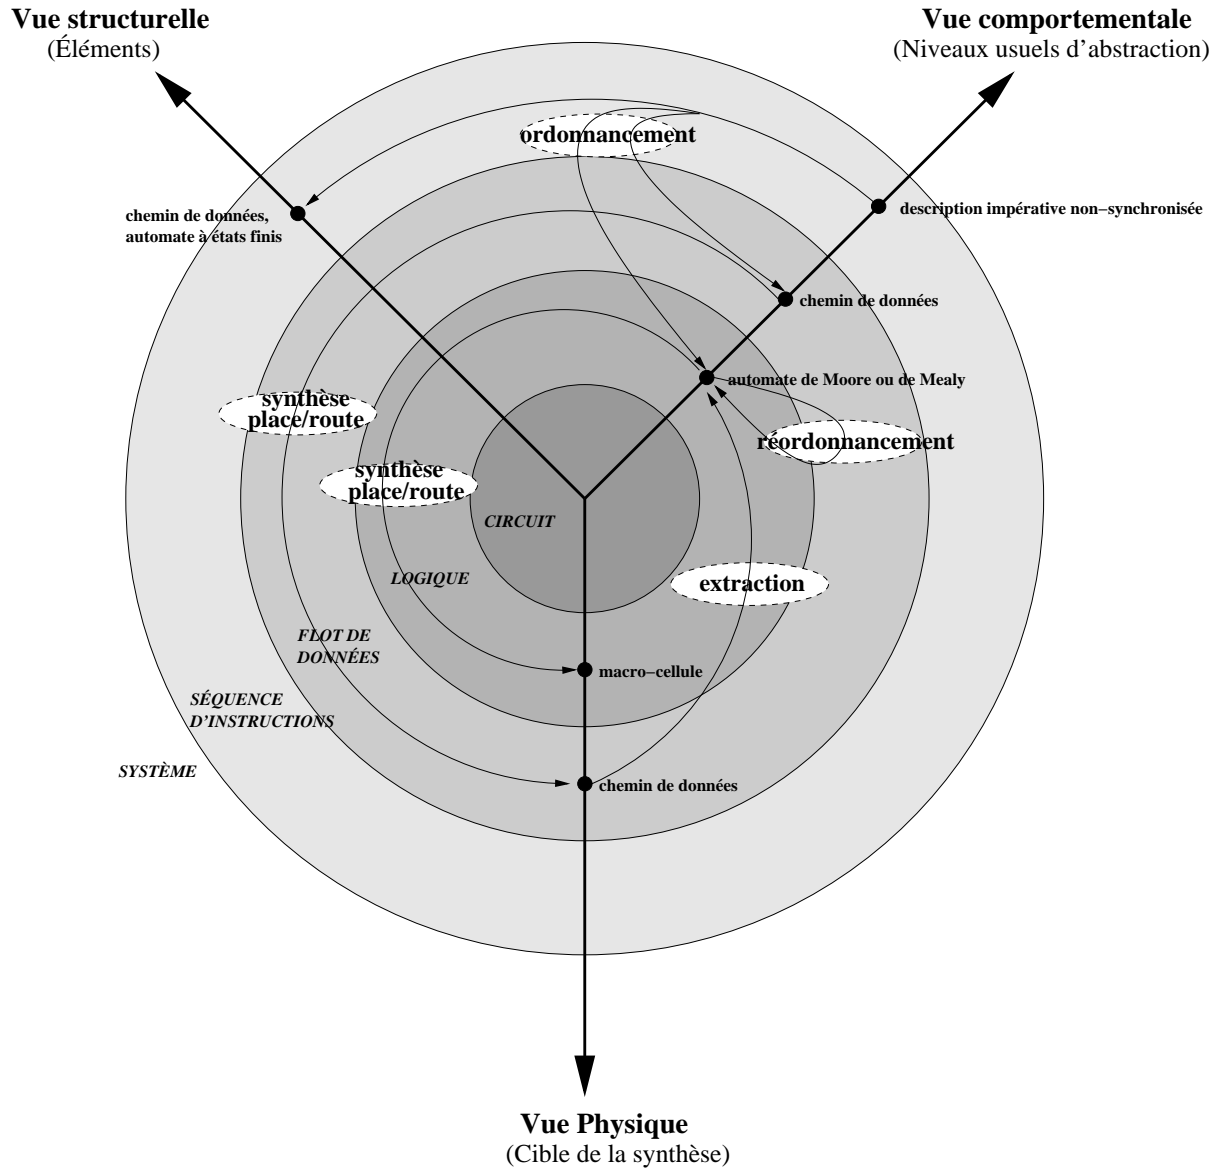 Vue structurelle
(Éléments)
Vue comportementale
(Niveaux usuels d'abstraction)
ordonnancement
chemin de données,
automate à états finis
description impérative non−synchronisée
chemin de données
automate de Moore ou de Mealy
synthèse
place/route
réordonnancement
synthèse
place/route
CIRCUIT
LOGIQUE
extraction
FLOT DE
DONNÉES
macro−cellule
SÉQUENCE
D'INSTRUCTIONS
SYSTÈME
chemin de données
Vue Physique
(Cible de la synthèse)